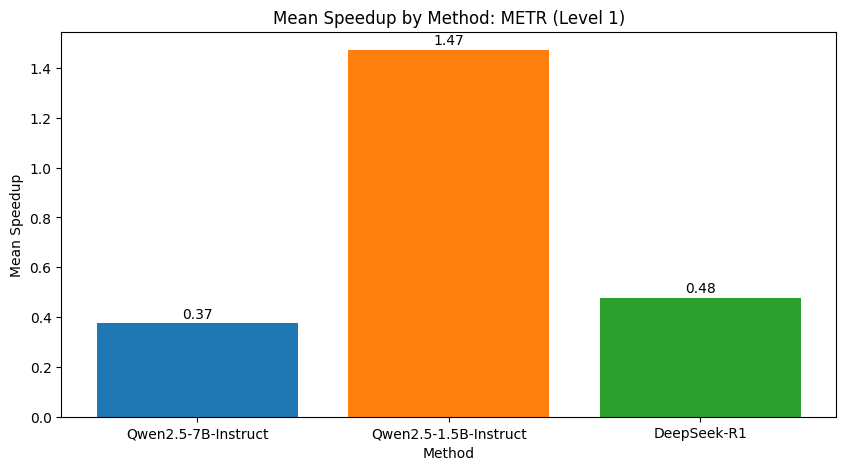 Mean Speedup by Method: METR (Level 1)
1.47
0.37
0.48
1.4
1.2
1.0
0.8
0.6
0.4
0.2
0.0
Mean Speedup
Qwen2.5-7B-Instruct
Qwen2.5-1.5B-Instruct
DeepSeek-R1
Method